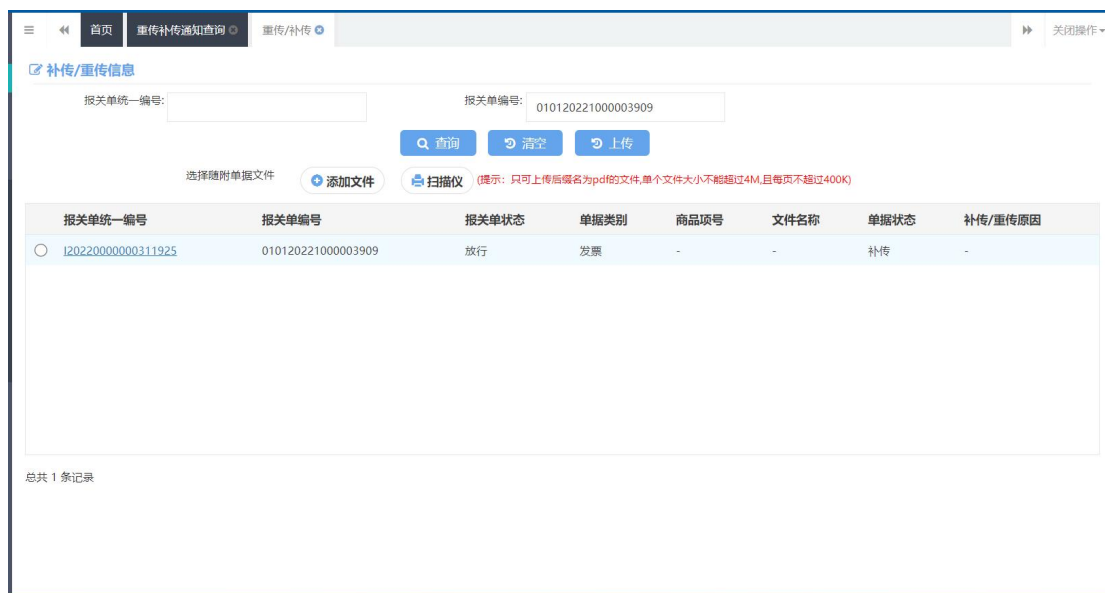 首页 重传补传通知查询 重传/补传 关闭操作
补传/重传信息
报关单统一编号: 报关单编号: 010120221000003909
查询 清空 上传
选择随附单据文件 添加文件 扫描仪 (提示：只可上传后缀名为pdf的文件,单个文件大小不能超过4M,且每页不超过400K)
报关单统一编号 报关单编号 报关单状态 单据类别 商品项号 文件名称 单据状态 补传/重传原因
I20220000000311925 010120221000003909 放行 发票 - - 补传 -
总共 1 条记录